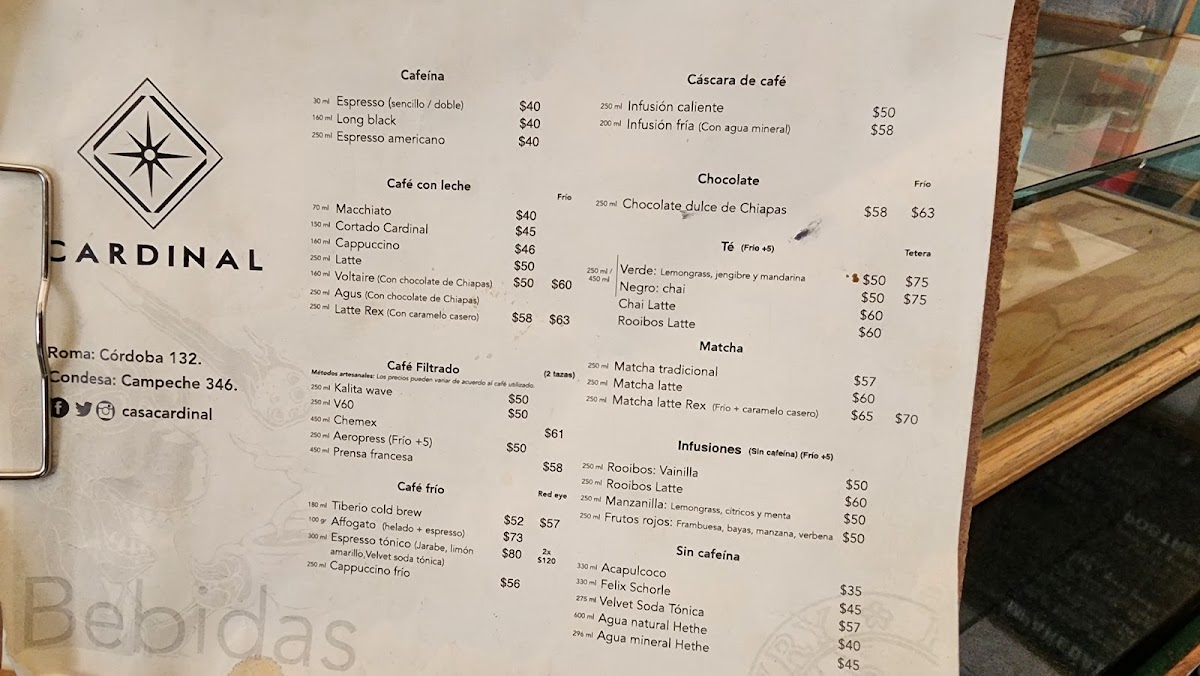 CARDINAL
Roma: Córdoba 132.
Condesa: Campeche 346.
casacardinal
Bebidas
Cafeína
30 ml Espresso (sencillo / doble) $40
160 ml Long black $40
250 ml Espresso americano $40
Café con leche Frío
70 ml Macchiato $40
150 ml Cortado Cardinal $45
160 ml Cappuccino $46
250 ml Latte $50
160 ml Voltaire (Con chocolate de Chiapas) $50 $60
250 ml Agus (Con chocolate de Chiapas)
250 ml Latte Rex (Con caramelo casero) $58 $63
Café Filtrado (2 tazas)
Métodos artesanales: Los precios pueden variar de acuerdo al café utilizado.
250 ml Kalita wave $50
250 ml V60 $50
450 ml Chemex $61
250 ml Aeropress (Frío +5) $50
450 ml Prensa francesa $58
Café frío Red eye
180 ml Tiberio cold brew $52 $57
100 gr Affogato (helado + espresso) $73
300 ml Espresso tónico (Jarabe, limón $80 2x
amarillo,Velvet soda tónica) $120
250 ml Cappuccino frío $56
Cáscara de café
250 ml Infusión caliente $50
200 ml Infusión fría (Con agua mineral) $58
Chocolate Frío
250 ml Chocolate dulce de Chiapas $58 $63
Té (Frío +5) Tetera
250 ml / 450 ml Verde: Lemongrass, jengibre y mandarina $50 $75
Negro: chai $50 $75
Chai Latte $60
Rooibos Latte $60
Matcha
250 ml Matcha tradicional $57
250 ml Matcha latte $60
250 ml Matcha latte Rex (Frío + caramelo casero) $65 $70
Infusiones (Sin cafeína) (Frío +5)
250 ml Rooibos: Vainilla $50
250 ml Rooibos Latte $60
250 ml Manzanilla: Lemongrass, cítricos y menta $50
250 ml Frutos rojos: Frambuesa, bayas, manzana, verbena $50
Sin cafeína
330 ml Acapulcoco $35
330 ml Felix Schorle $45
275 ml Velvet Soda Tónica $57
600 ml Agua natural Hethe $40
296 ml Agua mineral Hethe $45